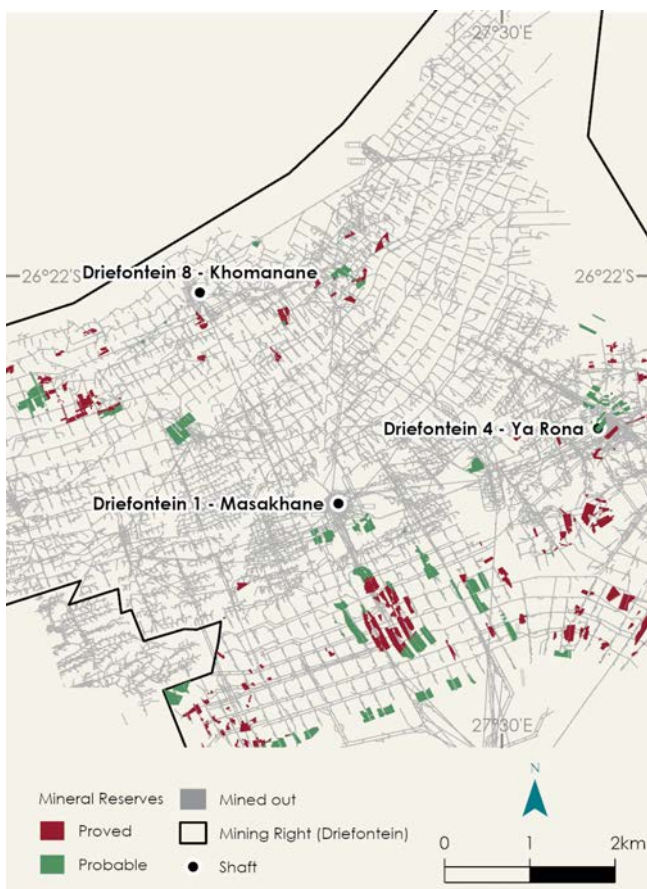 27°30'E
Driefontein 8 - Khomanane
26°22'S
26°22'S
Driefontein 4 - Ya Rona
Driefontein 1 - Masakhane
27°30'E
N
Mineral Reserves
Mined out
Proved
Mining Right (Driefontein)
Probable
Shaft
0 1 2km